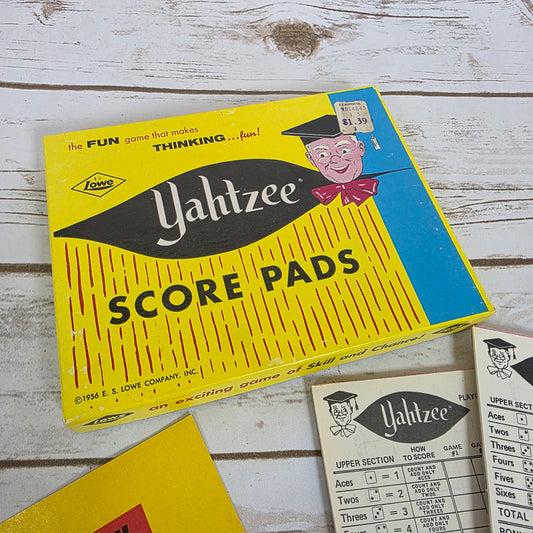 the FUN game that makes
THINKING...fun!
$1.39
Lowe
Yahtzee®
SCORE PADS
©1956 E. S. LOWE COMPANY, INC.
Lowe
an exciting game of Skill and Chance!
Yahtzee®
UPPER SECTION HOW TO SCORE GAME #1
Aces = 1 COUNT AND ADD ONLY ACES
Twos = 2 COUNT AND ADD ONLY TWOS
Threes = 3 COUNT AND ADD ONLY THREES
Fours = 4 COUNT AND ADD ONLY FOURS
UPPER SECTION
Aces
Twos
Threes
Fours
Fives
Sixes
TOTAL